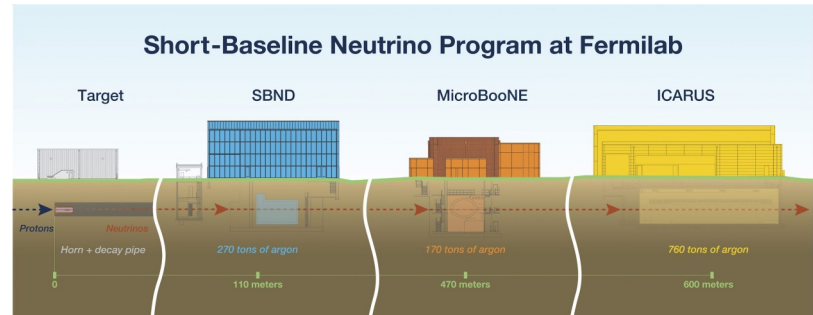 Short-Baseline Neutrino Program at Fermilab
Target
SBND
MicroBooNE
ICARUS
Protons
Neutrinos
Horn + decay pipe
270 tons of argon
170 tons of argon
760 tons of argon
0
110 meters
470 meters
600 meters